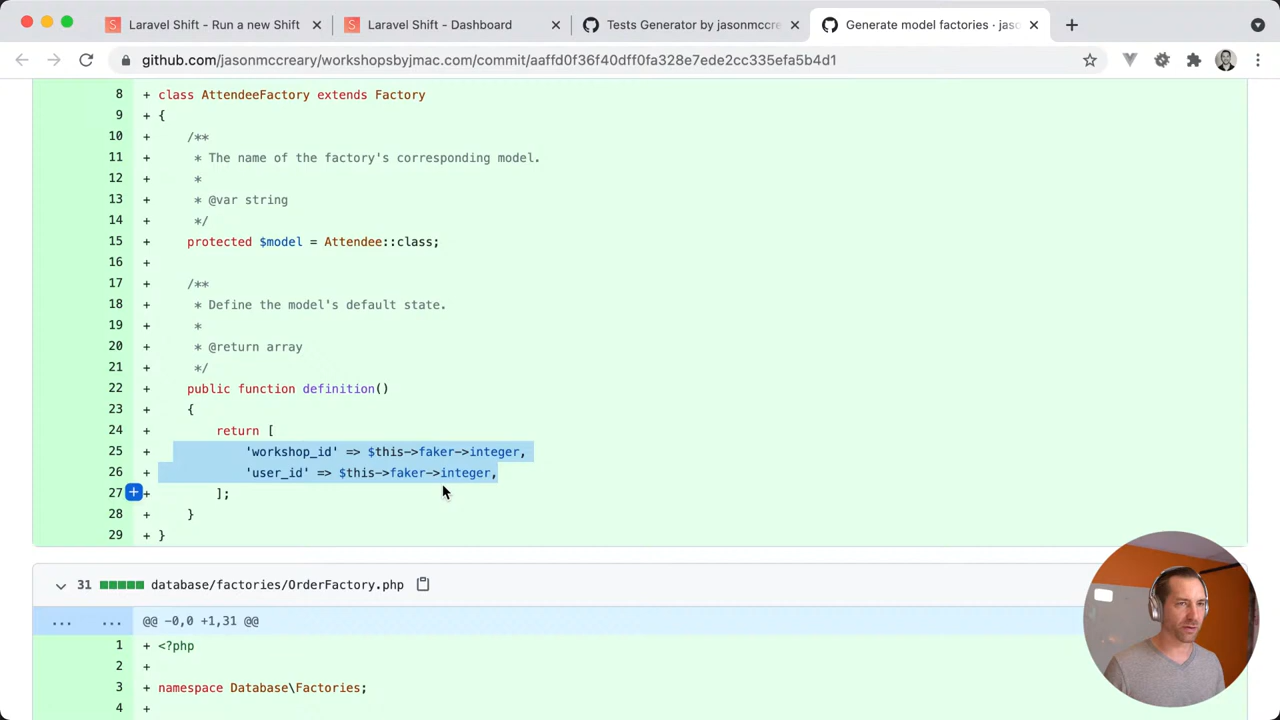 Laravel Shift - Run a new Shift
Laravel Shift - Dashboard
Tests Generator by jasonmccre
Generate model factories · jaso
github.com/jasonmccreary/workshopsbyjmac.com/commit/aaffd0f36f40dff0fa328e7ede2cc335efa5b4d1
8 + class AttendeeFactory extends Factory
9 + {
10 + /**
11 + * The name of the factory's corresponding model.
12 + *
13 + * @var string
14 + */
15 + protected $model = Attendee::class;
16 +
17 + /**
18 + * Define the model's default state.
19 + *
20 + * @return array
21 + */
22 + public function definition()
23 + {
24 + return [
25 + 'workshop_id' => $this->faker->integer,
26 + 'user_id' => $this->faker->integer,
27 + ];
28 + }
29 + }
31 database/factories/OrderFactory.php
... ... @@ -0,0 +1,31 @@
1 + <?php
2 +
3 + namespace Database\Factories;
4 +